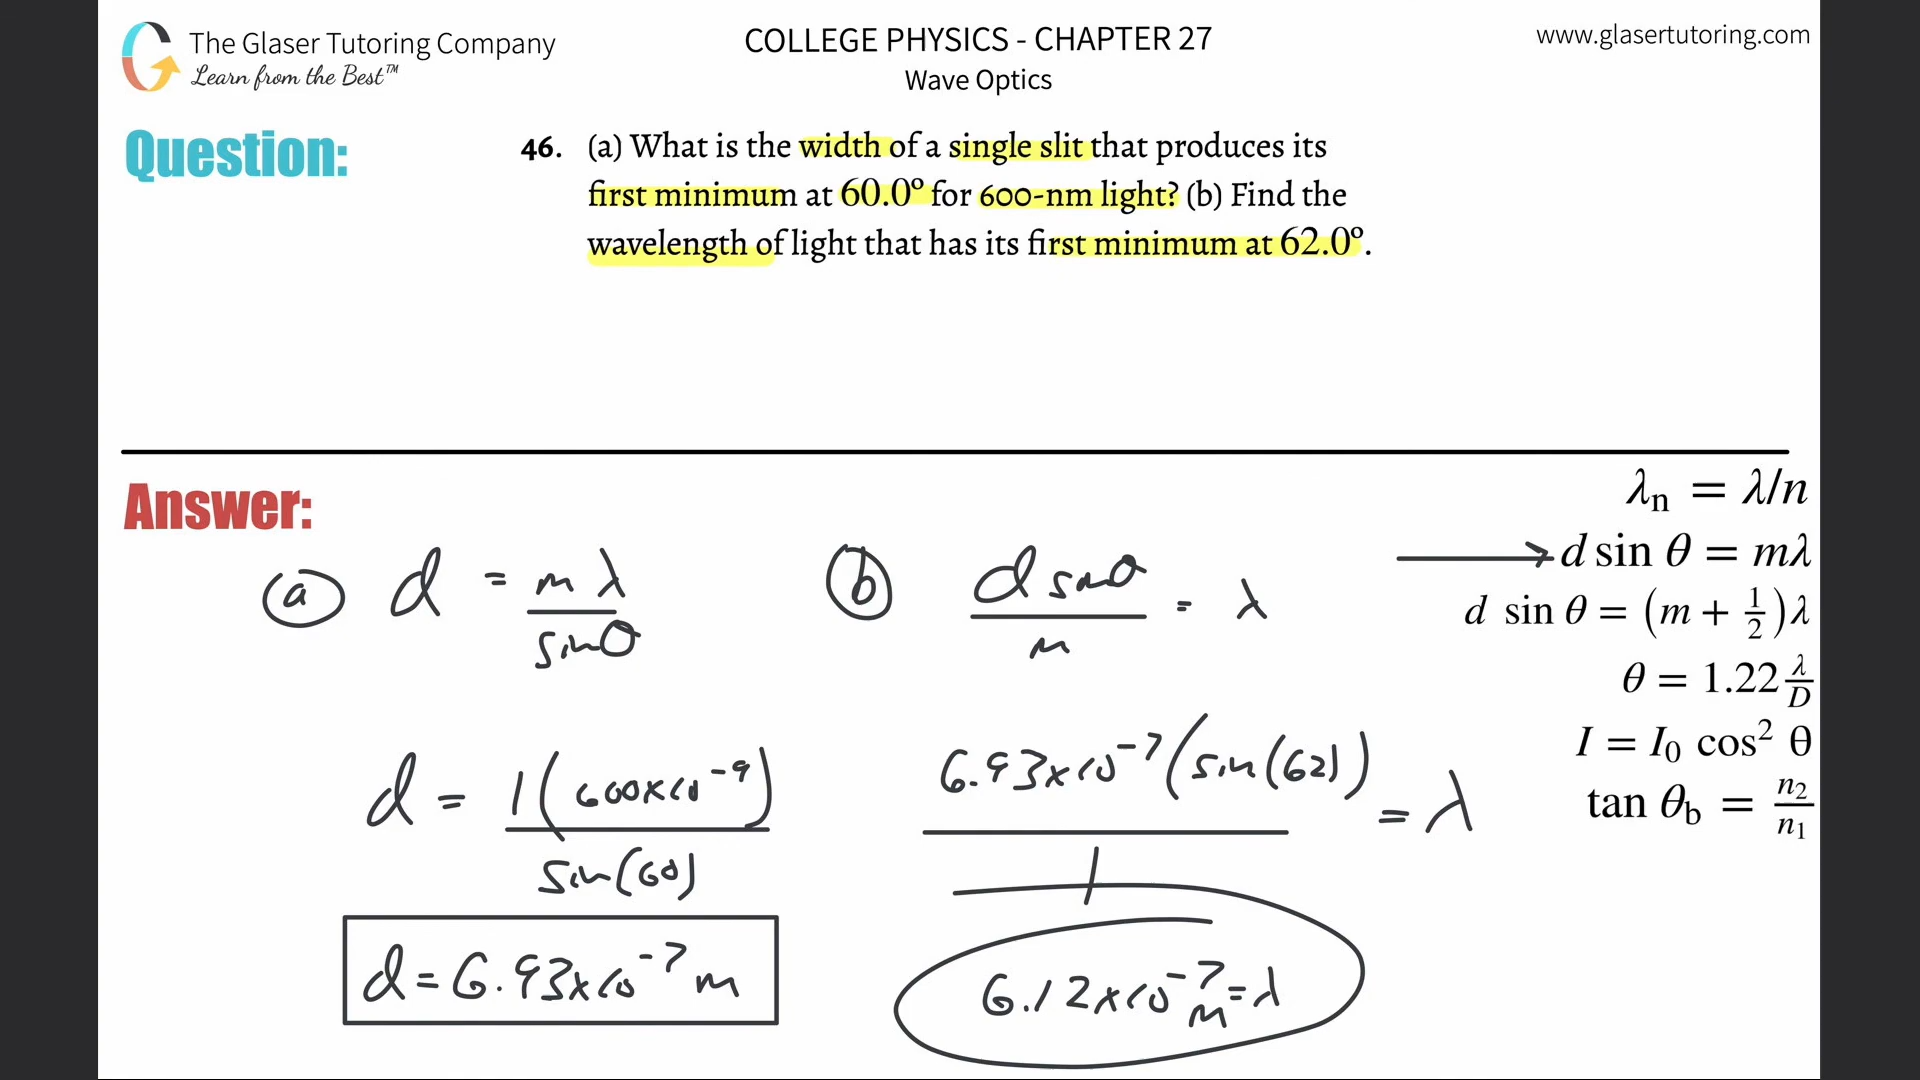 The Glaser Tutoring Company
Learn from the Best™
COLLEGE PHYSICS - CHAPTER 27
Wave Optics
www.glasertutoring.com
Question:
46. (a) What is the width of a single slit that produces its
first minimum at 60.0º for 600-nm light? (b) Find the
wavelength of light that has its first minimum at 62.0º.
Answer:
λn = λ/n
d sin θ = mλ
d sin θ = (m + 1/2)λ
θ = 1.22 λ/D
I = I0 cos² θ
tan θb = n2/n1
(a) d = mλ/sinθ
d = 1(600x10⁻⁹)/sin(60)
d=6.93x10⁻⁷ m
(b) d sinθ/m = λ
6.93x10⁻⁷(sin(62))/1 = λ
6.12x10⁻⁷ m = λ